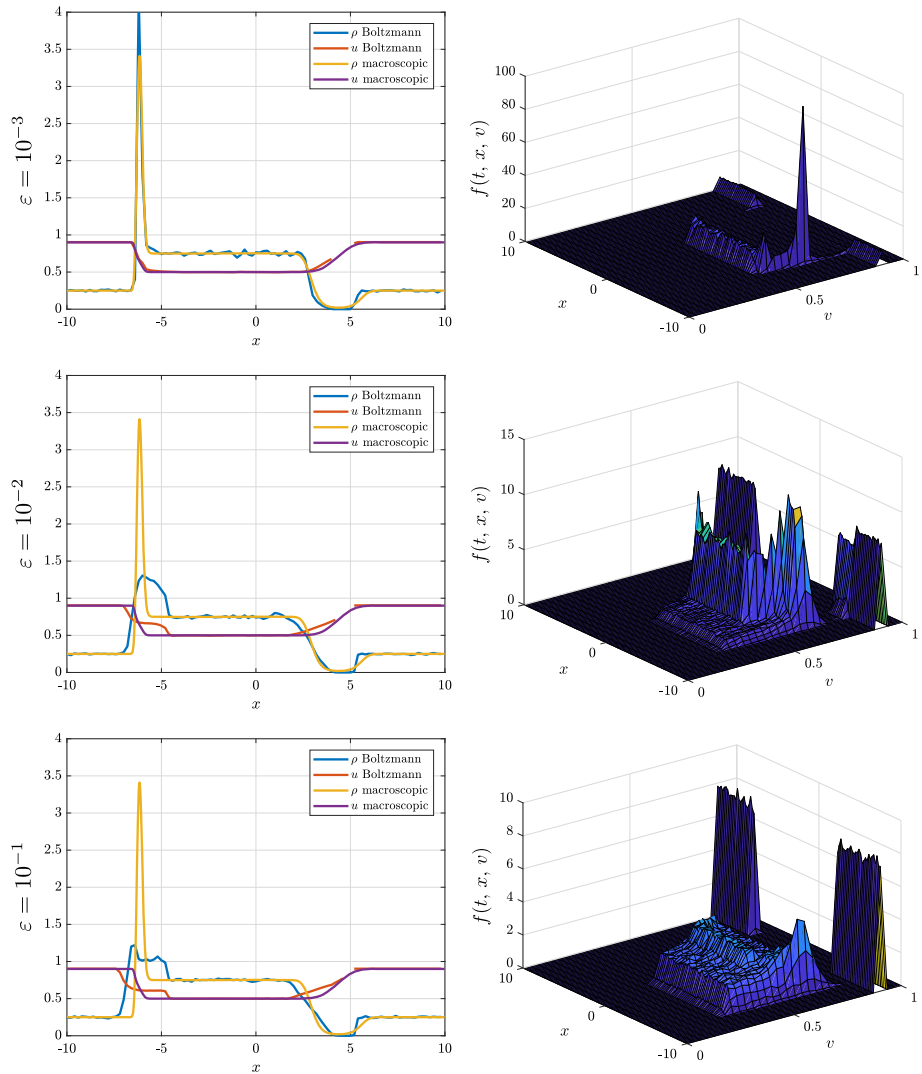 4
3.5
3
2.5
2
1.5
1
0.5
0
ε = 10⁻³
-10 -5 0 5 10
x
ρ Boltzmann
u Boltzmann
ρ macroscopic
u macroscopic
100
80
60
40
20
0
f(t, x, v)
10 0 -10
x
0 0.5 1
v
4
3.5
3
2.5
2
1.5
1
0.5
0
ε = 10⁻²
-10 -5 0 5 10
x
ρ Boltzmann
u Boltzmann
ρ macroscopic
u macroscopic
15
10
5
0
f(t, x, v)
10 0 -10
x
0 0.5 1
v
4
3.5
3
2.5
2
1.5
1
0.5
0
ε = 10⁻¹
-10 -5 0 5 10
x
ρ Boltzmann
u Boltzmann
ρ macroscopic
u macroscopic
10
8
6
4
2
0
f(t, x, v)
10 0 -10
x
0 0.5 1
v